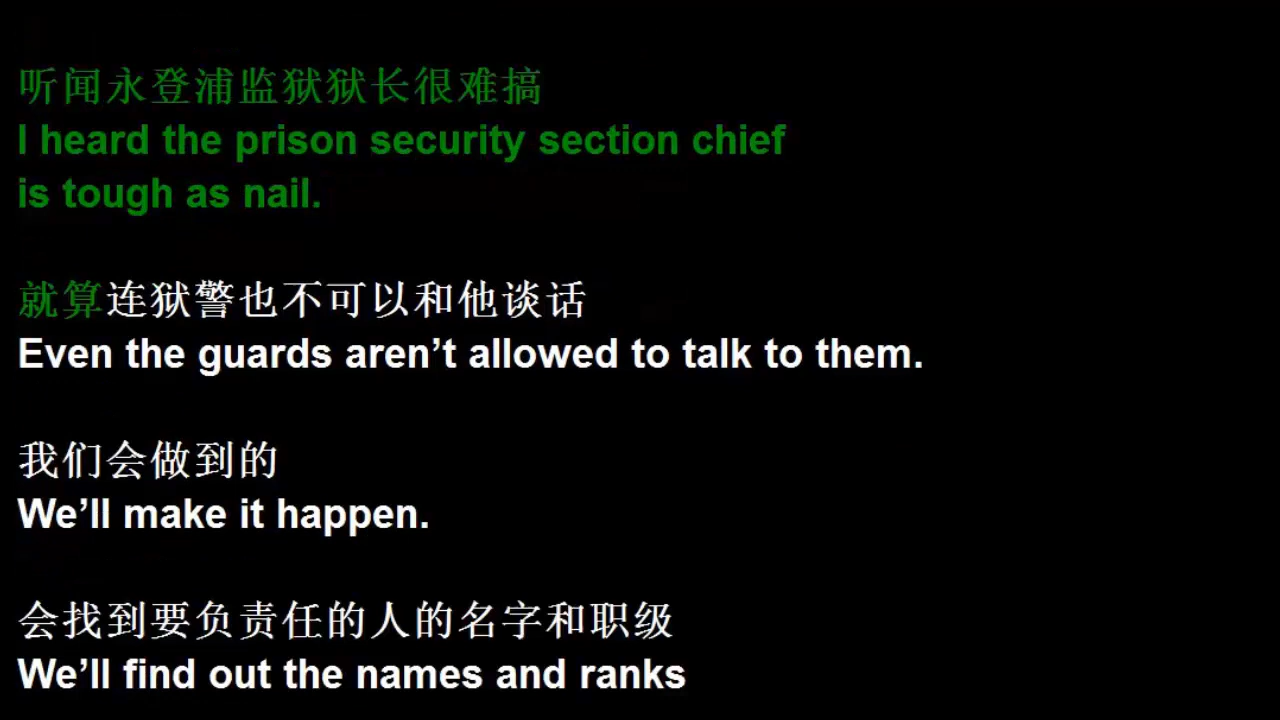 听闻永登浦监狱狱长很难搞
I heard the prison security section chief
is tough as nail.
就算连狱警也不可以和他谈话
Even the guards aren’t allowed to talk to them.
我们会做到的
We’ll make it happen.
会找到要负责任的人的名字和职级
We’ll find out the names and ranks